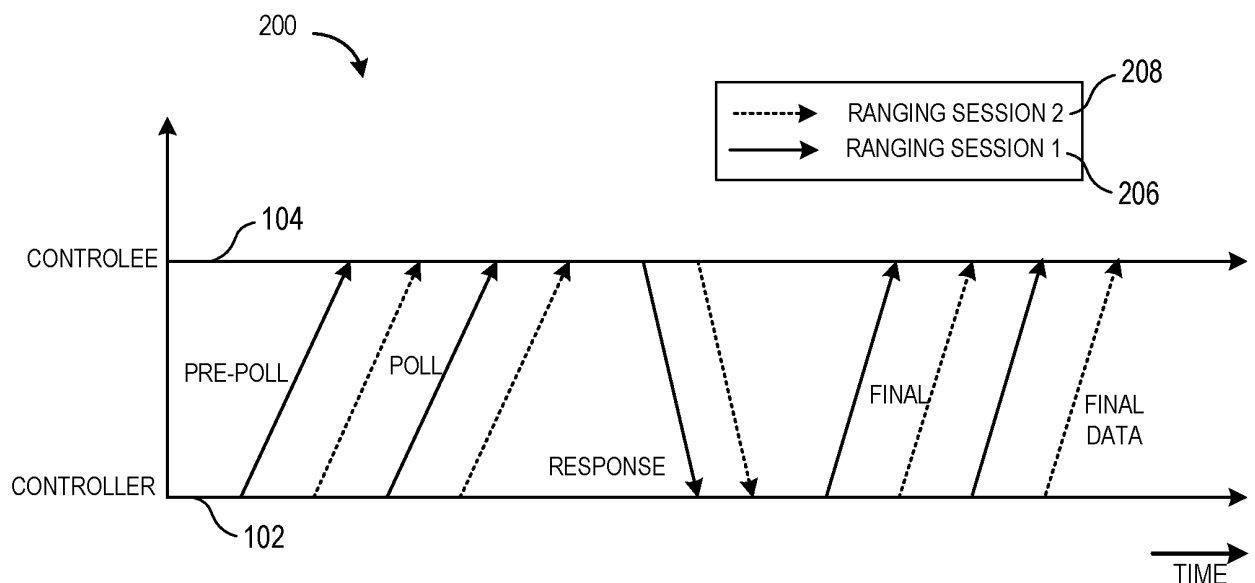 200
208
RANGING SESSION 2
RANGING SESSION 1
206
104
CONTROLEE
PRE-POLL
POLL
FINAL
FINAL
DATA
RESPONSE
CONTROLLER
102
TIME